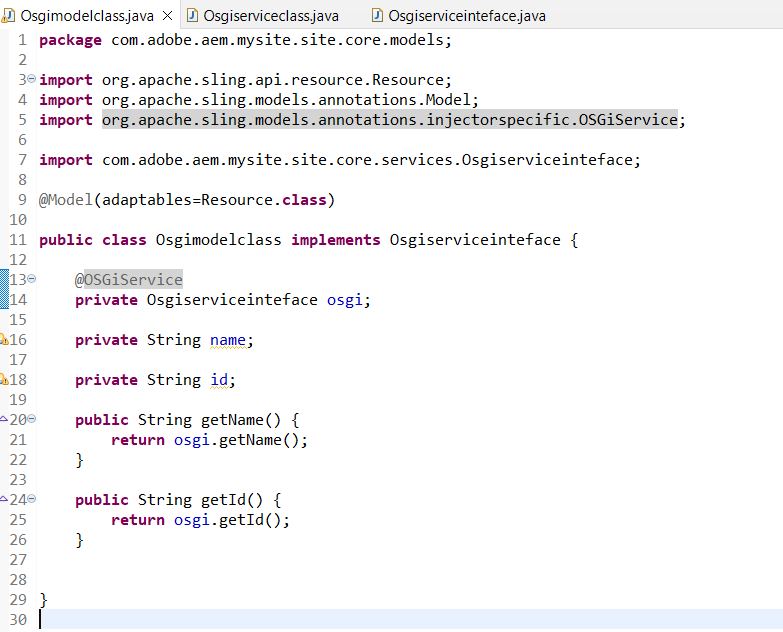 Osgimodelclass.java Osgiserviceclass.java Osgiserviceinteface.java
1 package com.adobe.aem.mysite.site.core.models;
2
3 import org.apache.sling.api.resource.Resource;
4 import org.apache.sling.models.annotations.Model;
5 import org.apache.sling.models.annotations.injectorspecific.OSGiService;
6
7 import com.adobe.aem.mysite.site.core.services.Osgiserviceinteface;
8
9 @Model(adaptables=Resource.class)
10
11 public class Osgimodelclass implements Osgiserviceinteface {
12
13 @OSGiService
14 private Osgiserviceinteface osgi;
15
16 private String name;
17
18 private String id;
19
20 public String getName() {
21 return osgi.getName();
22 }
23
24 public String getId() {
25 return osgi.getId();
26 }
27
28
29 }
30